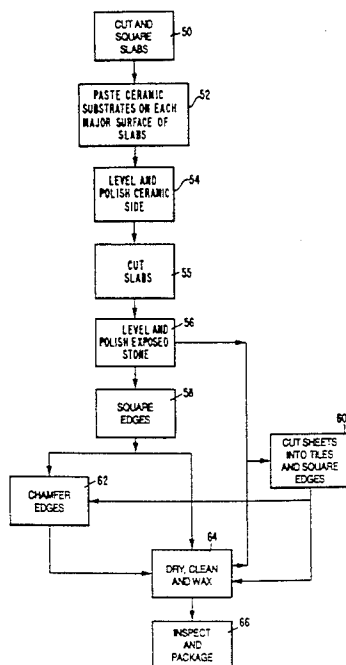 CUT AND
SQUARE
SLABS
50
PASTE CERAMIC
SUBSTRATES ON EACH
MAJOR SURFACE OF
SLABS
52
LEVEL AND
POLISH CERAMIC
SIDE
54
CUT
SLABS
55
LEVEL AND
POLISH EXPOSED
STONE
56
SQUARE
EDGES
58
CUT SHEETS
INTO TILES
AND SQUARE
EDGES
60
CHAMFER
EDGES
62
DRY, CLEAN
AND WAX
64
INSPECT
AND
PACKAGE
66